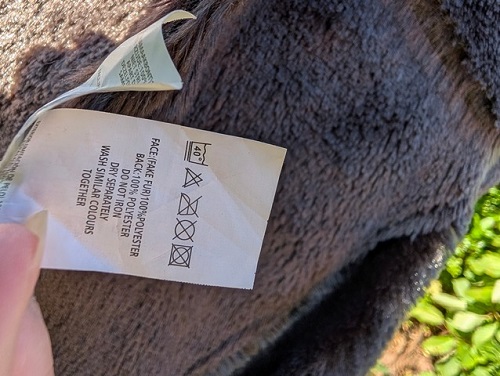 40°
FACE:(FAKE FUR)100%POLYESTER
BACK:100% POLYESTER
DO NOT IRON
DRY SEPARATELY
WASH SIMILAR COLOURS
TOGETHER